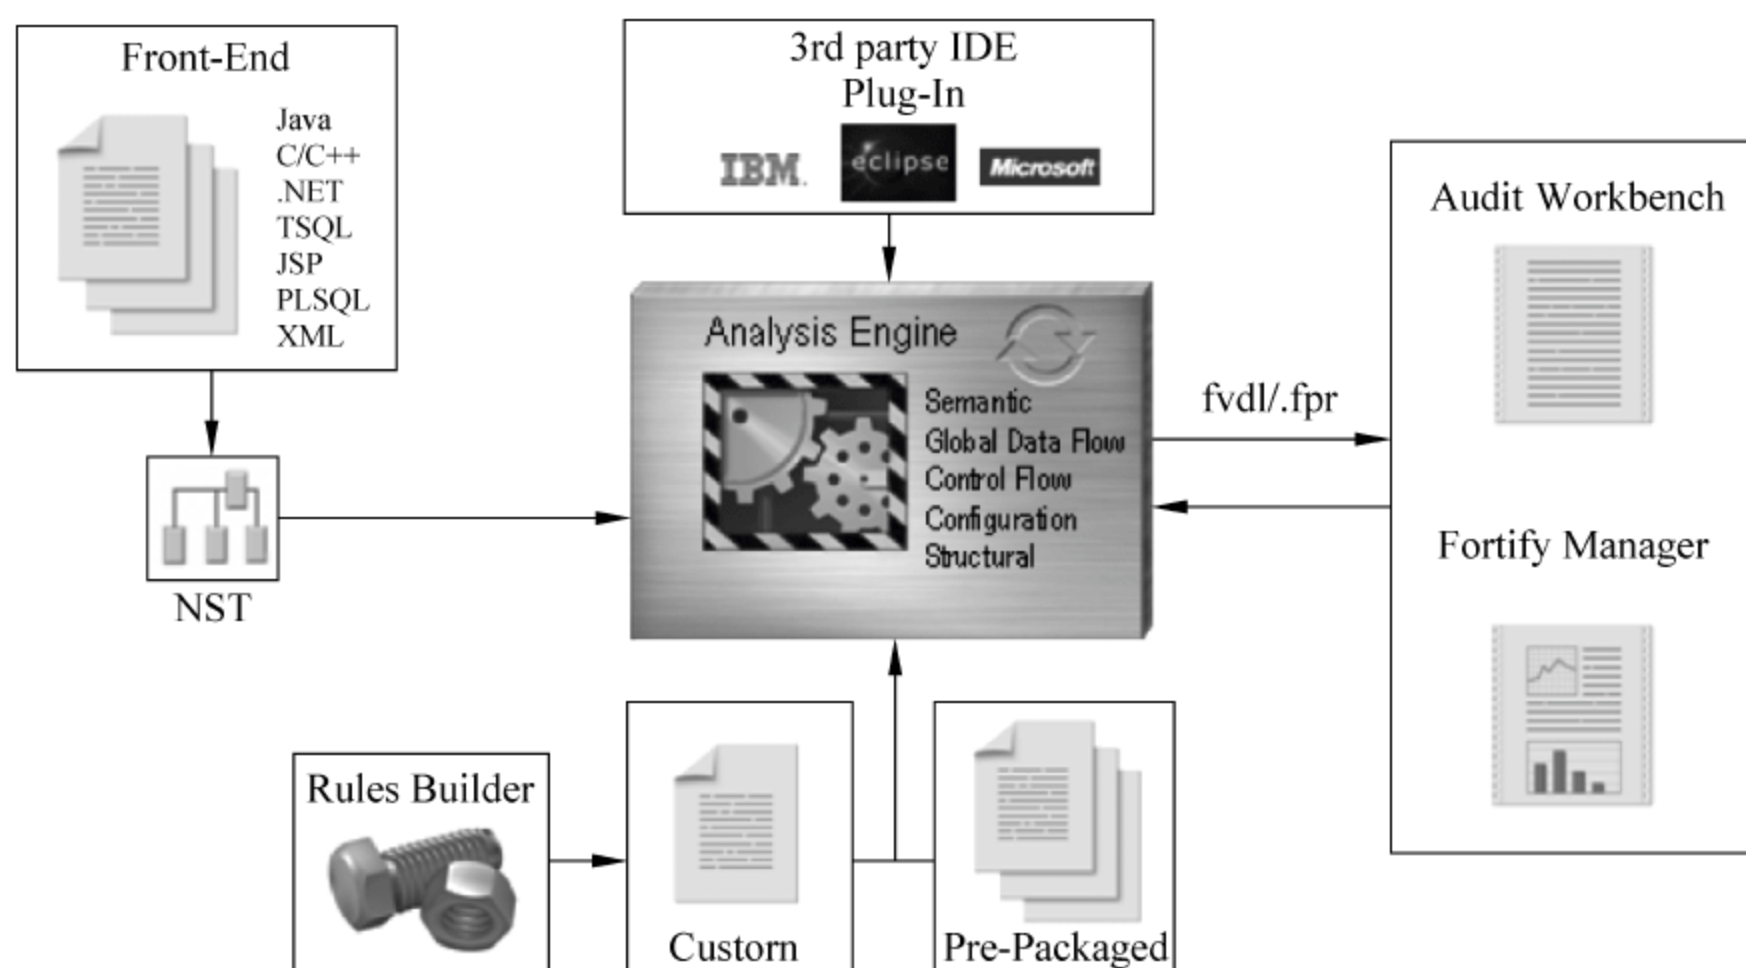 Front-End
Java
C/C++
.NET
TSQL
JSP
PLSQL
XML
NST
3rd party IDE
Plug-In
IBM.
eclipse
Microsoft
Analysis Engine
Semantic
Global Data Flow
Control Flow
Configuration
Structural
fvdl/.fpr
Audit Workbench
Fortify Manager
Rules Builder
Custorn
Pre-Packaged